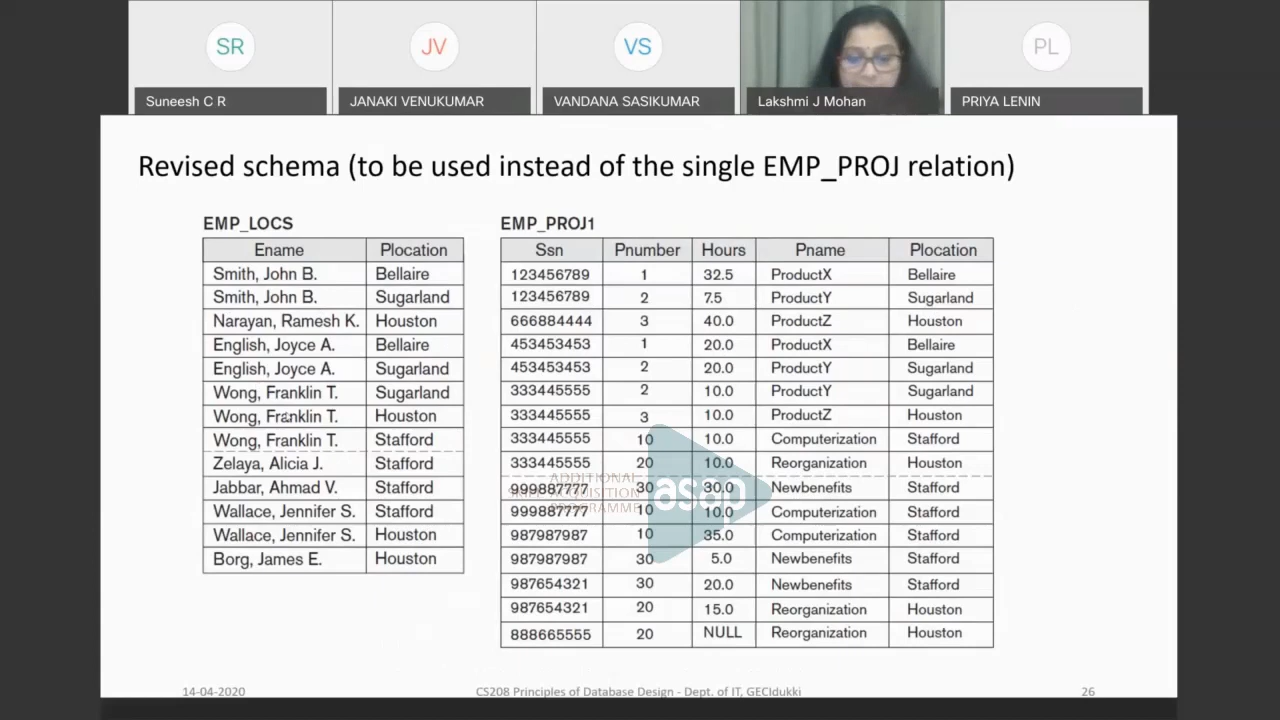 SR
JV
VS
PL
Suneesh C R
JANAKI VENUKUMAR
VANDANA SASIKUMAR
Lakshmi J Mohan
PRIYA LENIN
Revised schema (to be used instead of the single EMP_PROJ relation)
EMP_LOCS
Ename Plocation
Smith, John B. Bellaire
Smith, John B. Sugarland
Narayan, Ramesh K. Houston
English, Joyce A. Bellaire
English, Joyce A. Sugarland
Wong, Franklin T. Sugarland
Wong, Franklin T. Houston
Wong, Franklin T. Stafford
Zelaya, Alicia J. Stafford
Jabbar, Ahmad V. Stafford
Wallace, Jennifer S. Stafford
Wallace, Jennifer S. Houston
Borg, James E. Houston
EMP_PROJ1
Ssn Pnumber Hours Pname Plocation
123456789 1 32.5 ProductX Bellaire
123456789 2 7.5 ProductY Sugarland
666884444 3 40.0 ProductZ Houston
453453453 1 20.0 ProductX Bellaire
453453453 2 20.0 ProductY Sugarland
333445555 2 10.0 ProductY Sugarland
333445555 3 10.0 ProductZ Houston
333445555 10 10.0 Computerization Stafford
333445555 20 10.0 Reorganization Houston
999887777 30 30.0 Newbenefits Stafford
999887777 10 10.0 Computerization Stafford
987987987 10 35.0 Computerization Stafford
987987987 30 5.0 Newbenefits Stafford
987654321 30 20.0 Newbenefits Stafford
987654321 20 15.0 Reorganization Houston
888665555 20 NULL Reorganization Houston
ADDITIONAL
SKILL ACQUISITION
PROGRAMME
asap
14-04-2020
CS208 Principles of Database Design - Dept. of IT, GECIdukki
26